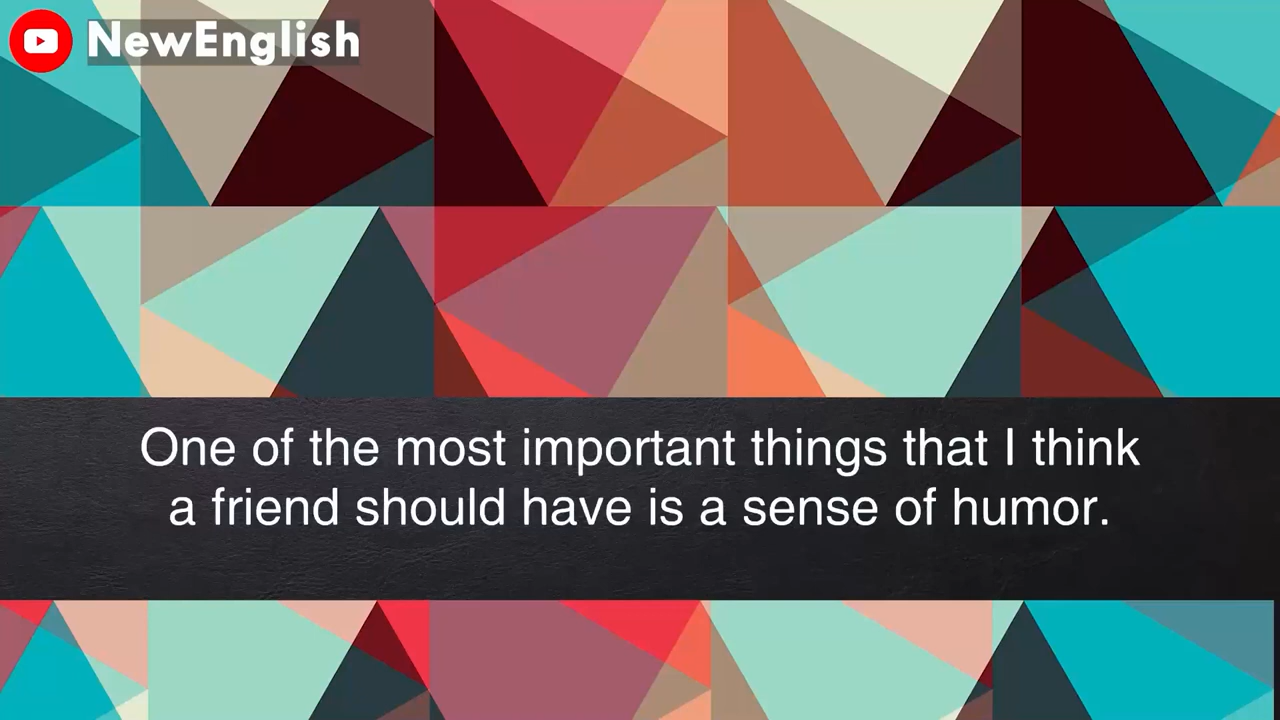 NewEnglish
One of the most important things that I think
a friend should have is a sense of humor.